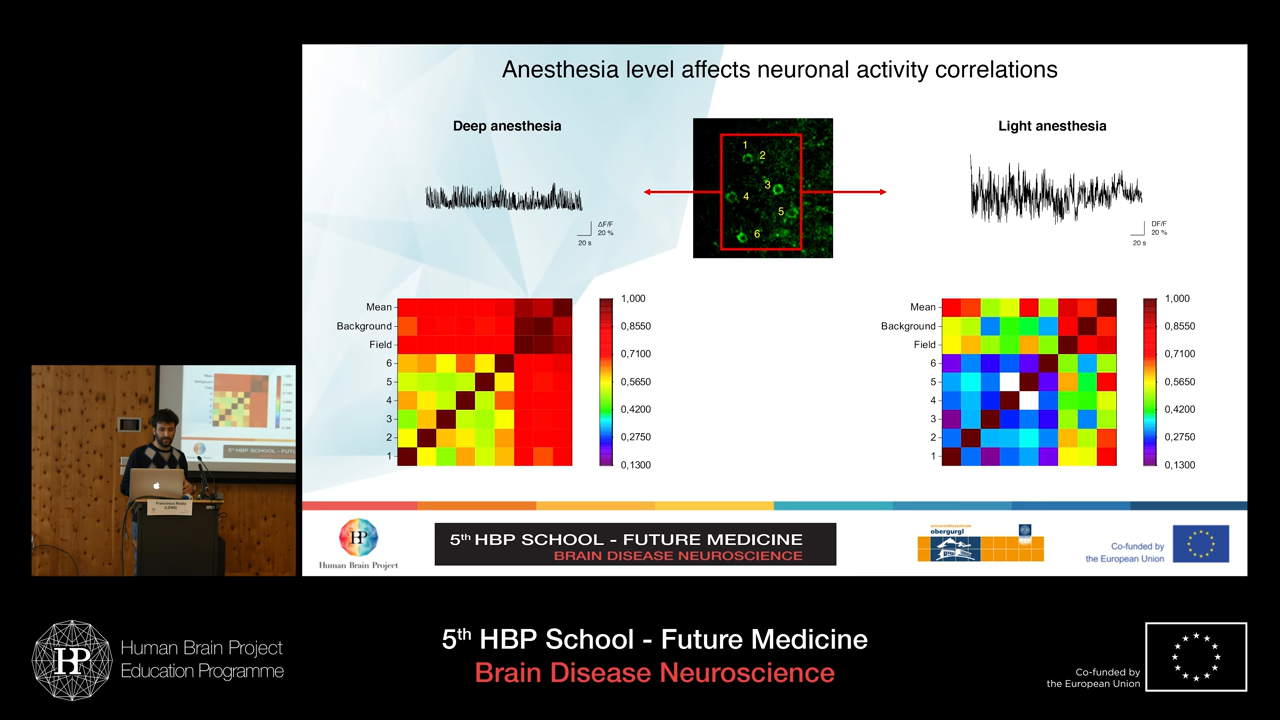 Anesthesia level affects neuronal activity correlations
Deep anesthesia
Light anesthesia
1
2
3
4
5
6
ΔF/F
20 %
20 s
DF/F
20 %
20 s
Mean
Background
Field
6
5
4
3
2
1
1,000
0,8550
0,7100
0,5650
0,4200
0,2750
0,1300
Mean
Background
Field
6
5
4
3
2
1
1,000
0,8550
0,7100
0,5650
0,4200
0,2750
0,1300
HP
Human Brain Project
5th HBP SCHOOL - FUTURE MEDICINE
BRAIN DISEASE NEUROSCIENCE
universitätszentrum
obergurgl
Co-funded by
the European Union
HP
Human Brain Project
Education Programme
5th HBP School - Future Medicine
Brain Disease Neuroscience
Co-funded by
the European Union